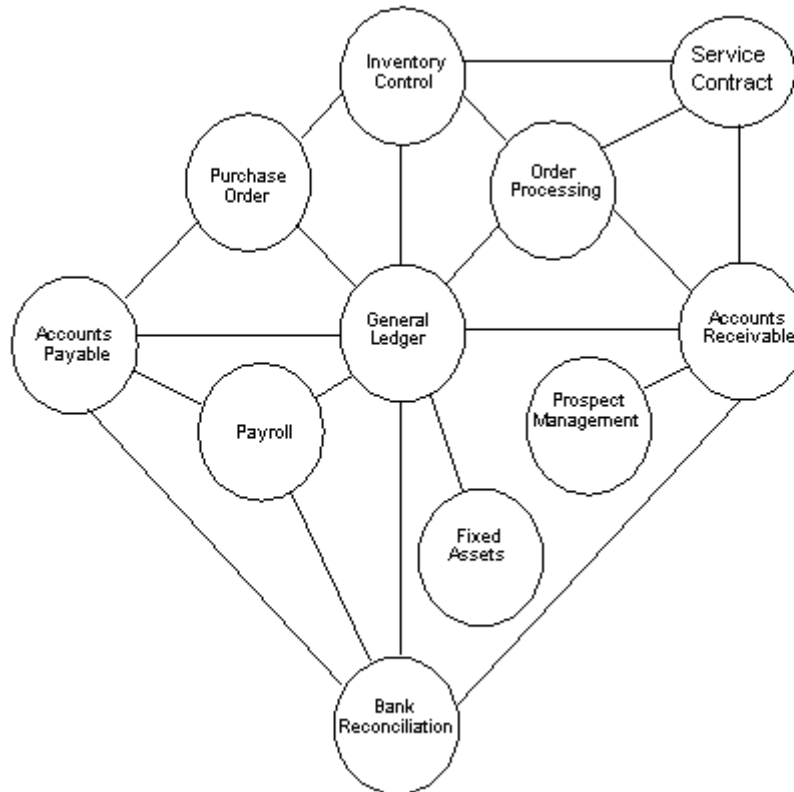 Inventory
Control
Service
Contract
Purchase
Order
Order
Processing
Accounts
Payable
General
Ledger
Accounts
Receivable
Payroll
Prospect
Management
Fixed
Assets
Bank
Reconciliation